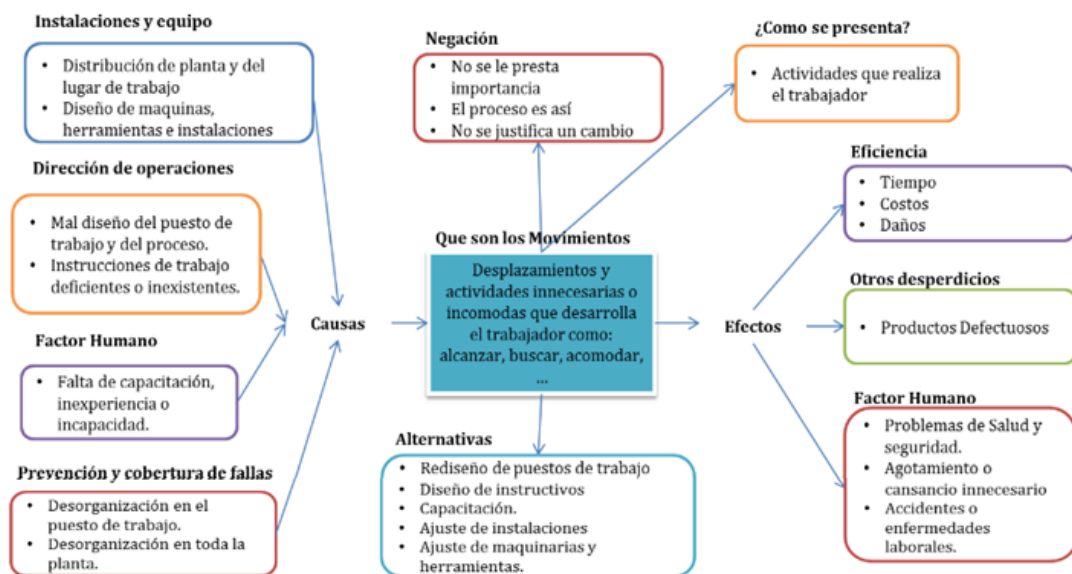 Instalaciones y equipo
• Distribución de planta y del
lugar de trabajo
• Diseño de maquinas,
herramientas e instalaciones
Dirección de operaciones
• Mal diseño del puesto de
trabajo y del proceso.
• Instrucciones de trabajo
deficientes o inexistentes.
Factor Humano
• Falta de capacitación,
inexperiencia o
incapacidad.
Prevención y cobertura de fallas
• Desorganización en el
puesto de trabajo.
• Desorganización en toda la
planta.
Causas
Negación
• No se le presta
importancia
• El proceso es así
• No se justifica un cambio
Que son los Movimientos
Desplazamientos y
actividades innecesarias o
incomodas que desarrolla
el trabajador como:
alcanzar, buscar, acomodar,
...
Alternativas
• Rediseño de puestos de trabajo
• Diseño de instructivos
• Capacitación.
• Ajuste de instalaciones
• Ajuste de maquinarias y
herramientas.
¿Como se presenta?
• Actividades que realiza
el trabajador
Efectos
Eficiencia
• Tiempo
• Costos
• Daños
Otros desperdicios
• Productos Defectuosos
Factor Humano
• Problemas de Salud y
seguridad.
• Agotamiento o
cansancio innecesario
• Accidentes o
enfermedades
laborales.